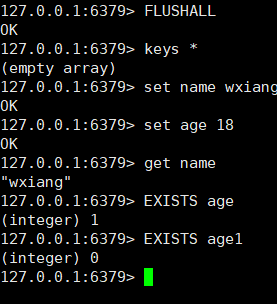 127.0.0.1:6379> FLUSHALL
OK
127.0.0.1:6379> keys *
(empty array)
127.0.0.1:6379> set name wxiang
OK
127.0.0.1:6379> set age 18
OK
127.0.0.1:6379> get name
"wxiang"
127.0.0.1:6379> EXISTS age
(integer) 1
127.0.0.1:6379> EXISTS age1
(integer) 0
127.0.0.1:6379>